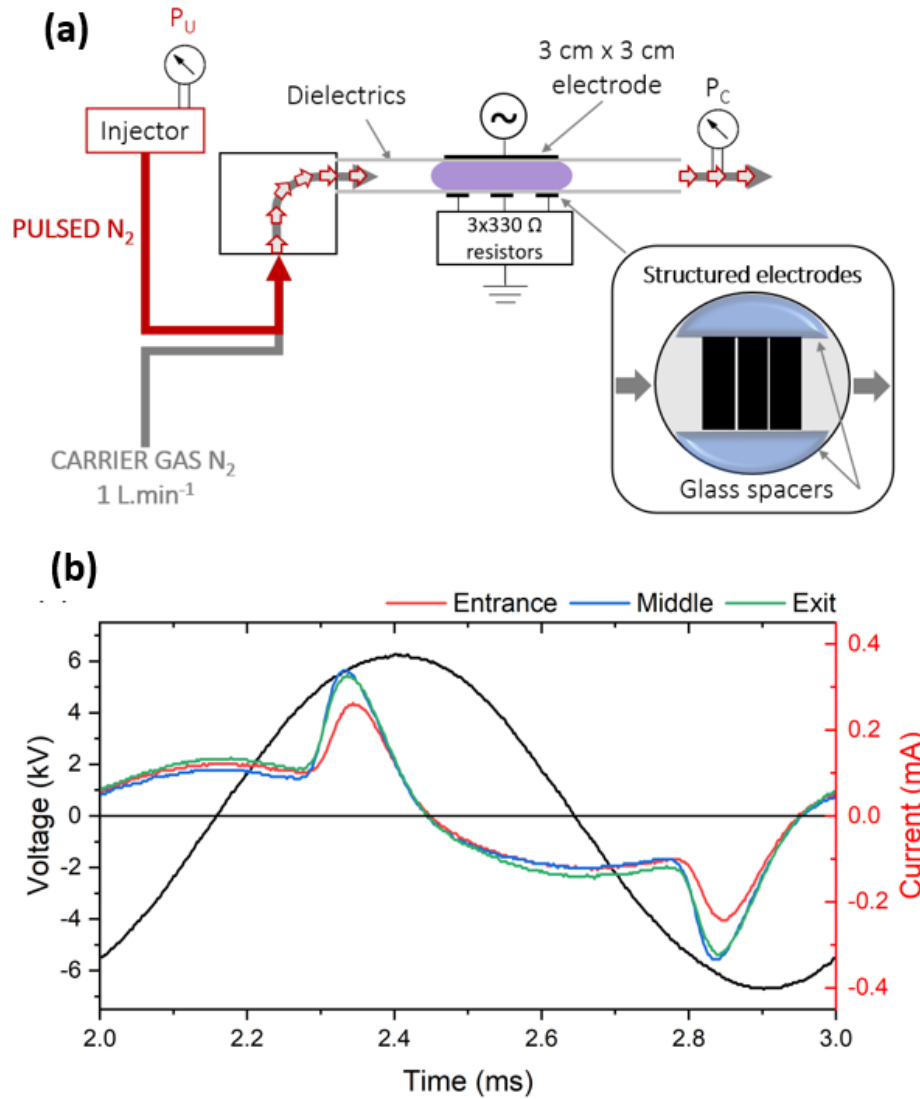 (a)
P_U
Injector
Dielectrics
3 cm x 3 cm
electrode
~
P_C
PULSED N₂
3x330 Ω
resistors
Structured electrodes
Glass spacers
CARRIER GAS N₂
1 L.min⁻¹
(b)
Entrance Middle Exit
Voltage (kV)
6
4
2
0
-2
-4
-6
Current (mA)
0.4
0.2
0.0
-0.2
-0.4
2.0 2.2 2.4 2.6 2.8 3.0
Time (ms)